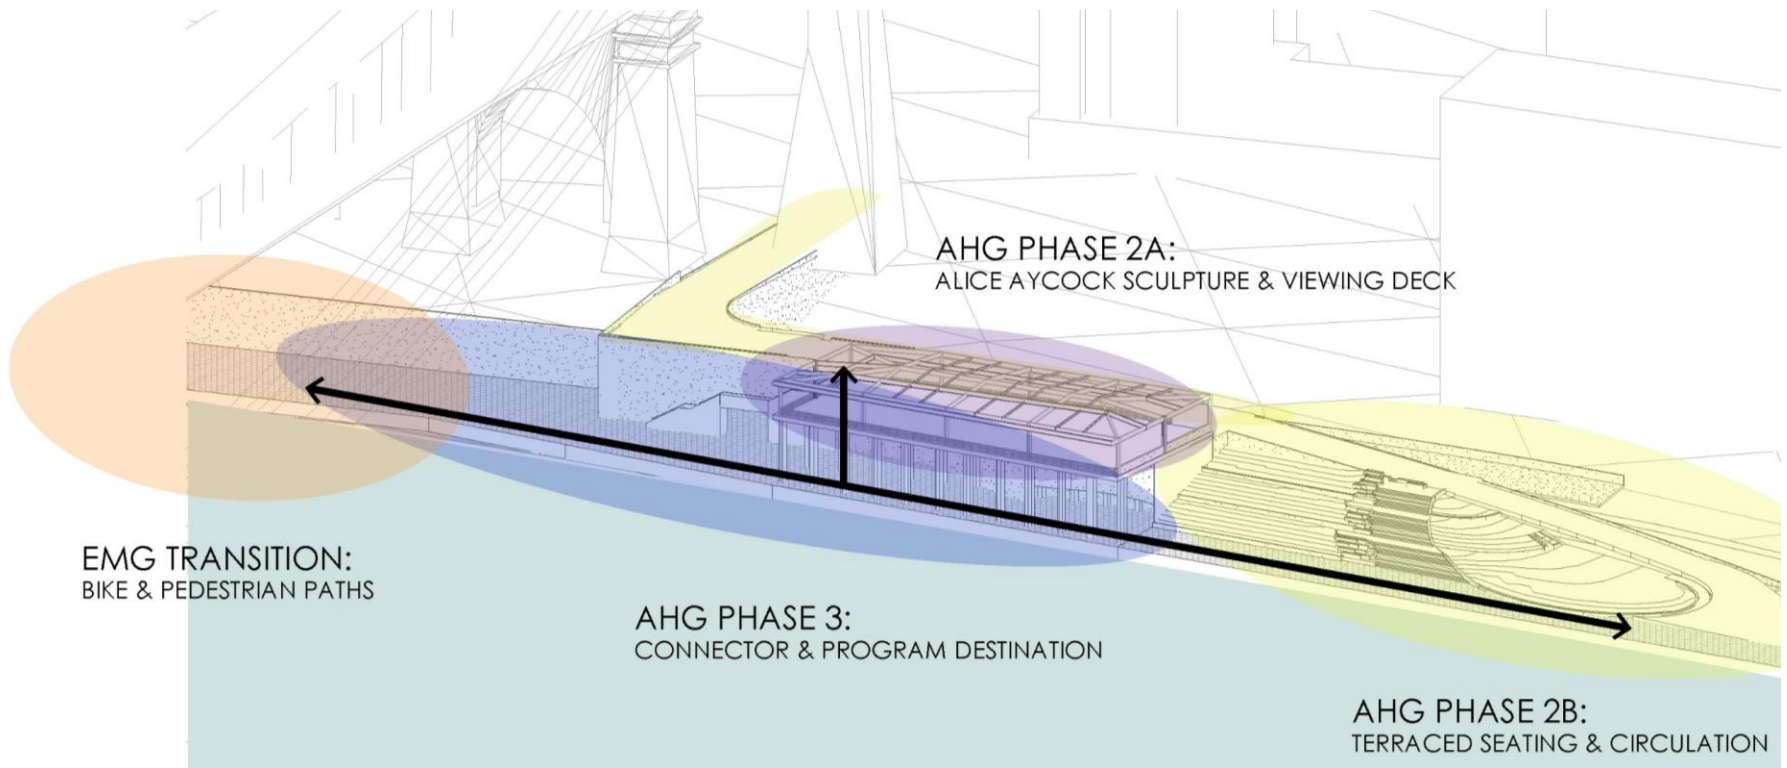 AHG PHASE 2A:
ALICE AYCOCK SCULPTURE & VIEWING DECK
EMG TRANSITION:
BIKE & PEDESTRIAN PATHS
AHG PHASE 3:
CONNECTOR & PROGRAM DESTINATION
AHG PHASE 2B:
TERRACED SEATING & CIRCULATION